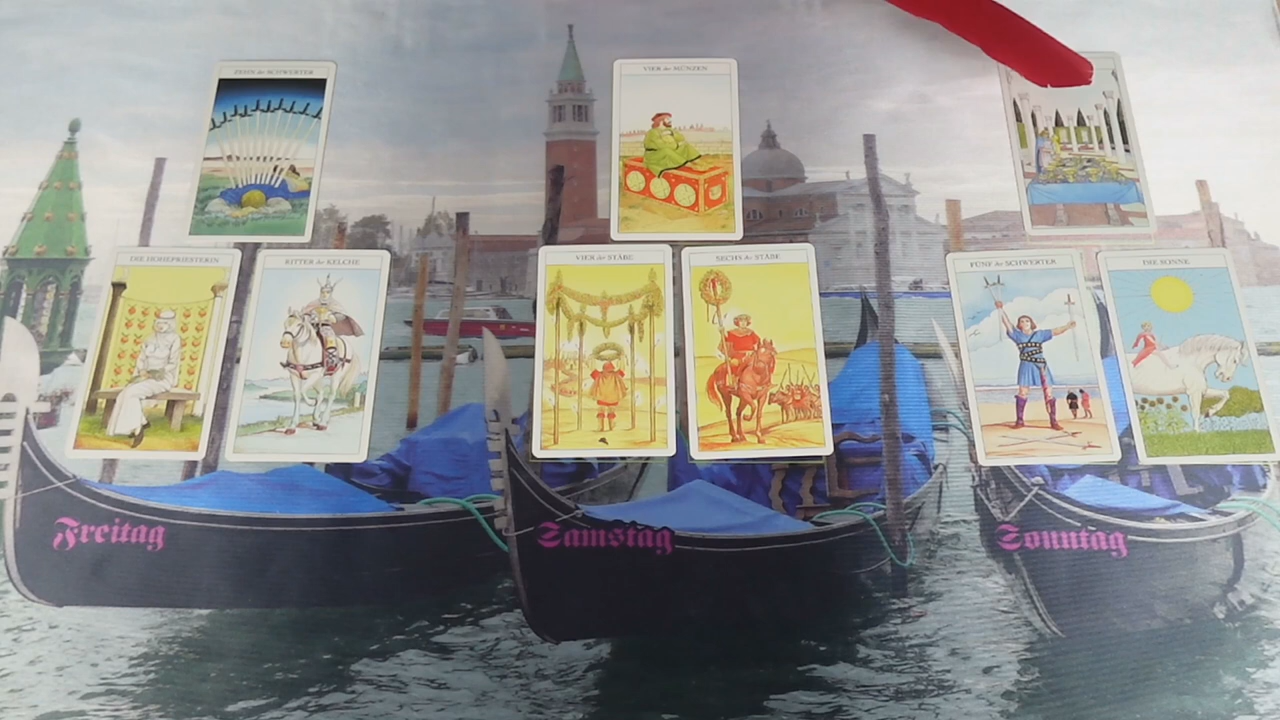 ZEHN der SCHWERTER
VIER der MÜNZEN
DIE HOHEPRIESTERIN
RITTER der KELCHE
VIER der STÄBE
SECHS der STÄBE
FÜNF der SCHWERTER
DIE SONNE
Freitag
Samstag
Sonntag